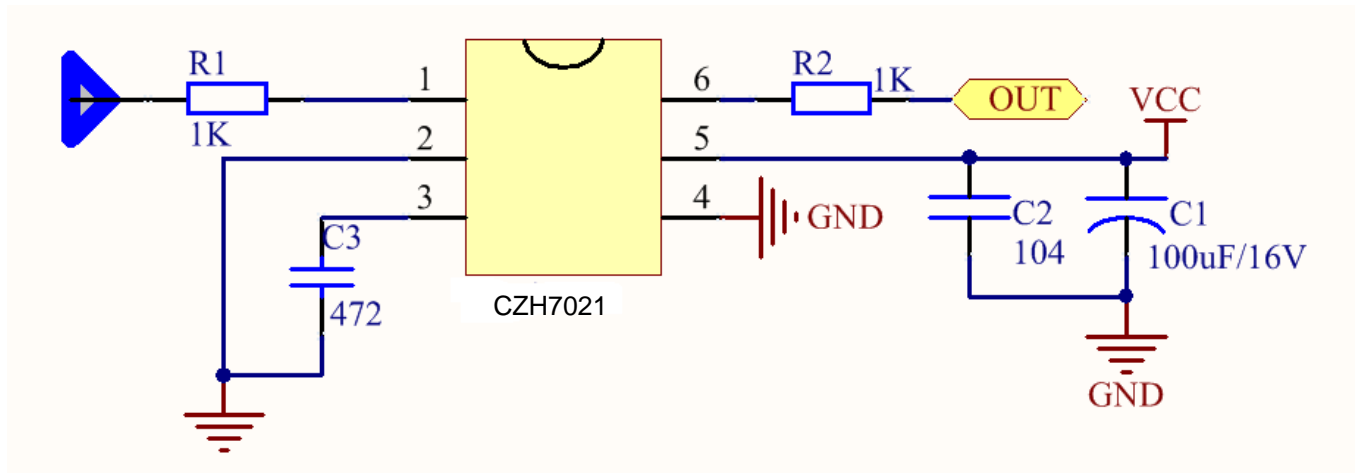 R1
1K
1
2
3
C3
472
CZH7021
6
5
4
R2
1K
OUT
VCC
GND
C2
104
C1
100uF/16V
GND